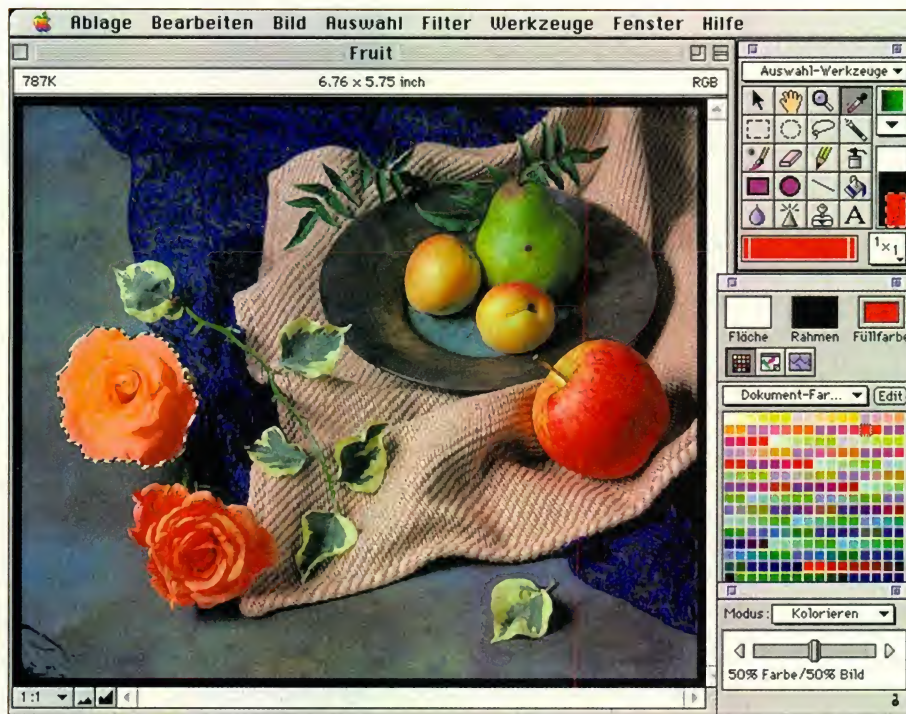 Ablage Bearbeiten Bild Auswahl Filter Werkzeuge Fenster Hilfe
Fruit
787K 6.76 x 5.75 inch RGB
Auswahl-Werkzeuge
A
1x1
Fläche Rahmen Füllfarbe
Dokument-Far... Edit
Modus: Kolorieren
50% Farbe/50% Bild
1:1